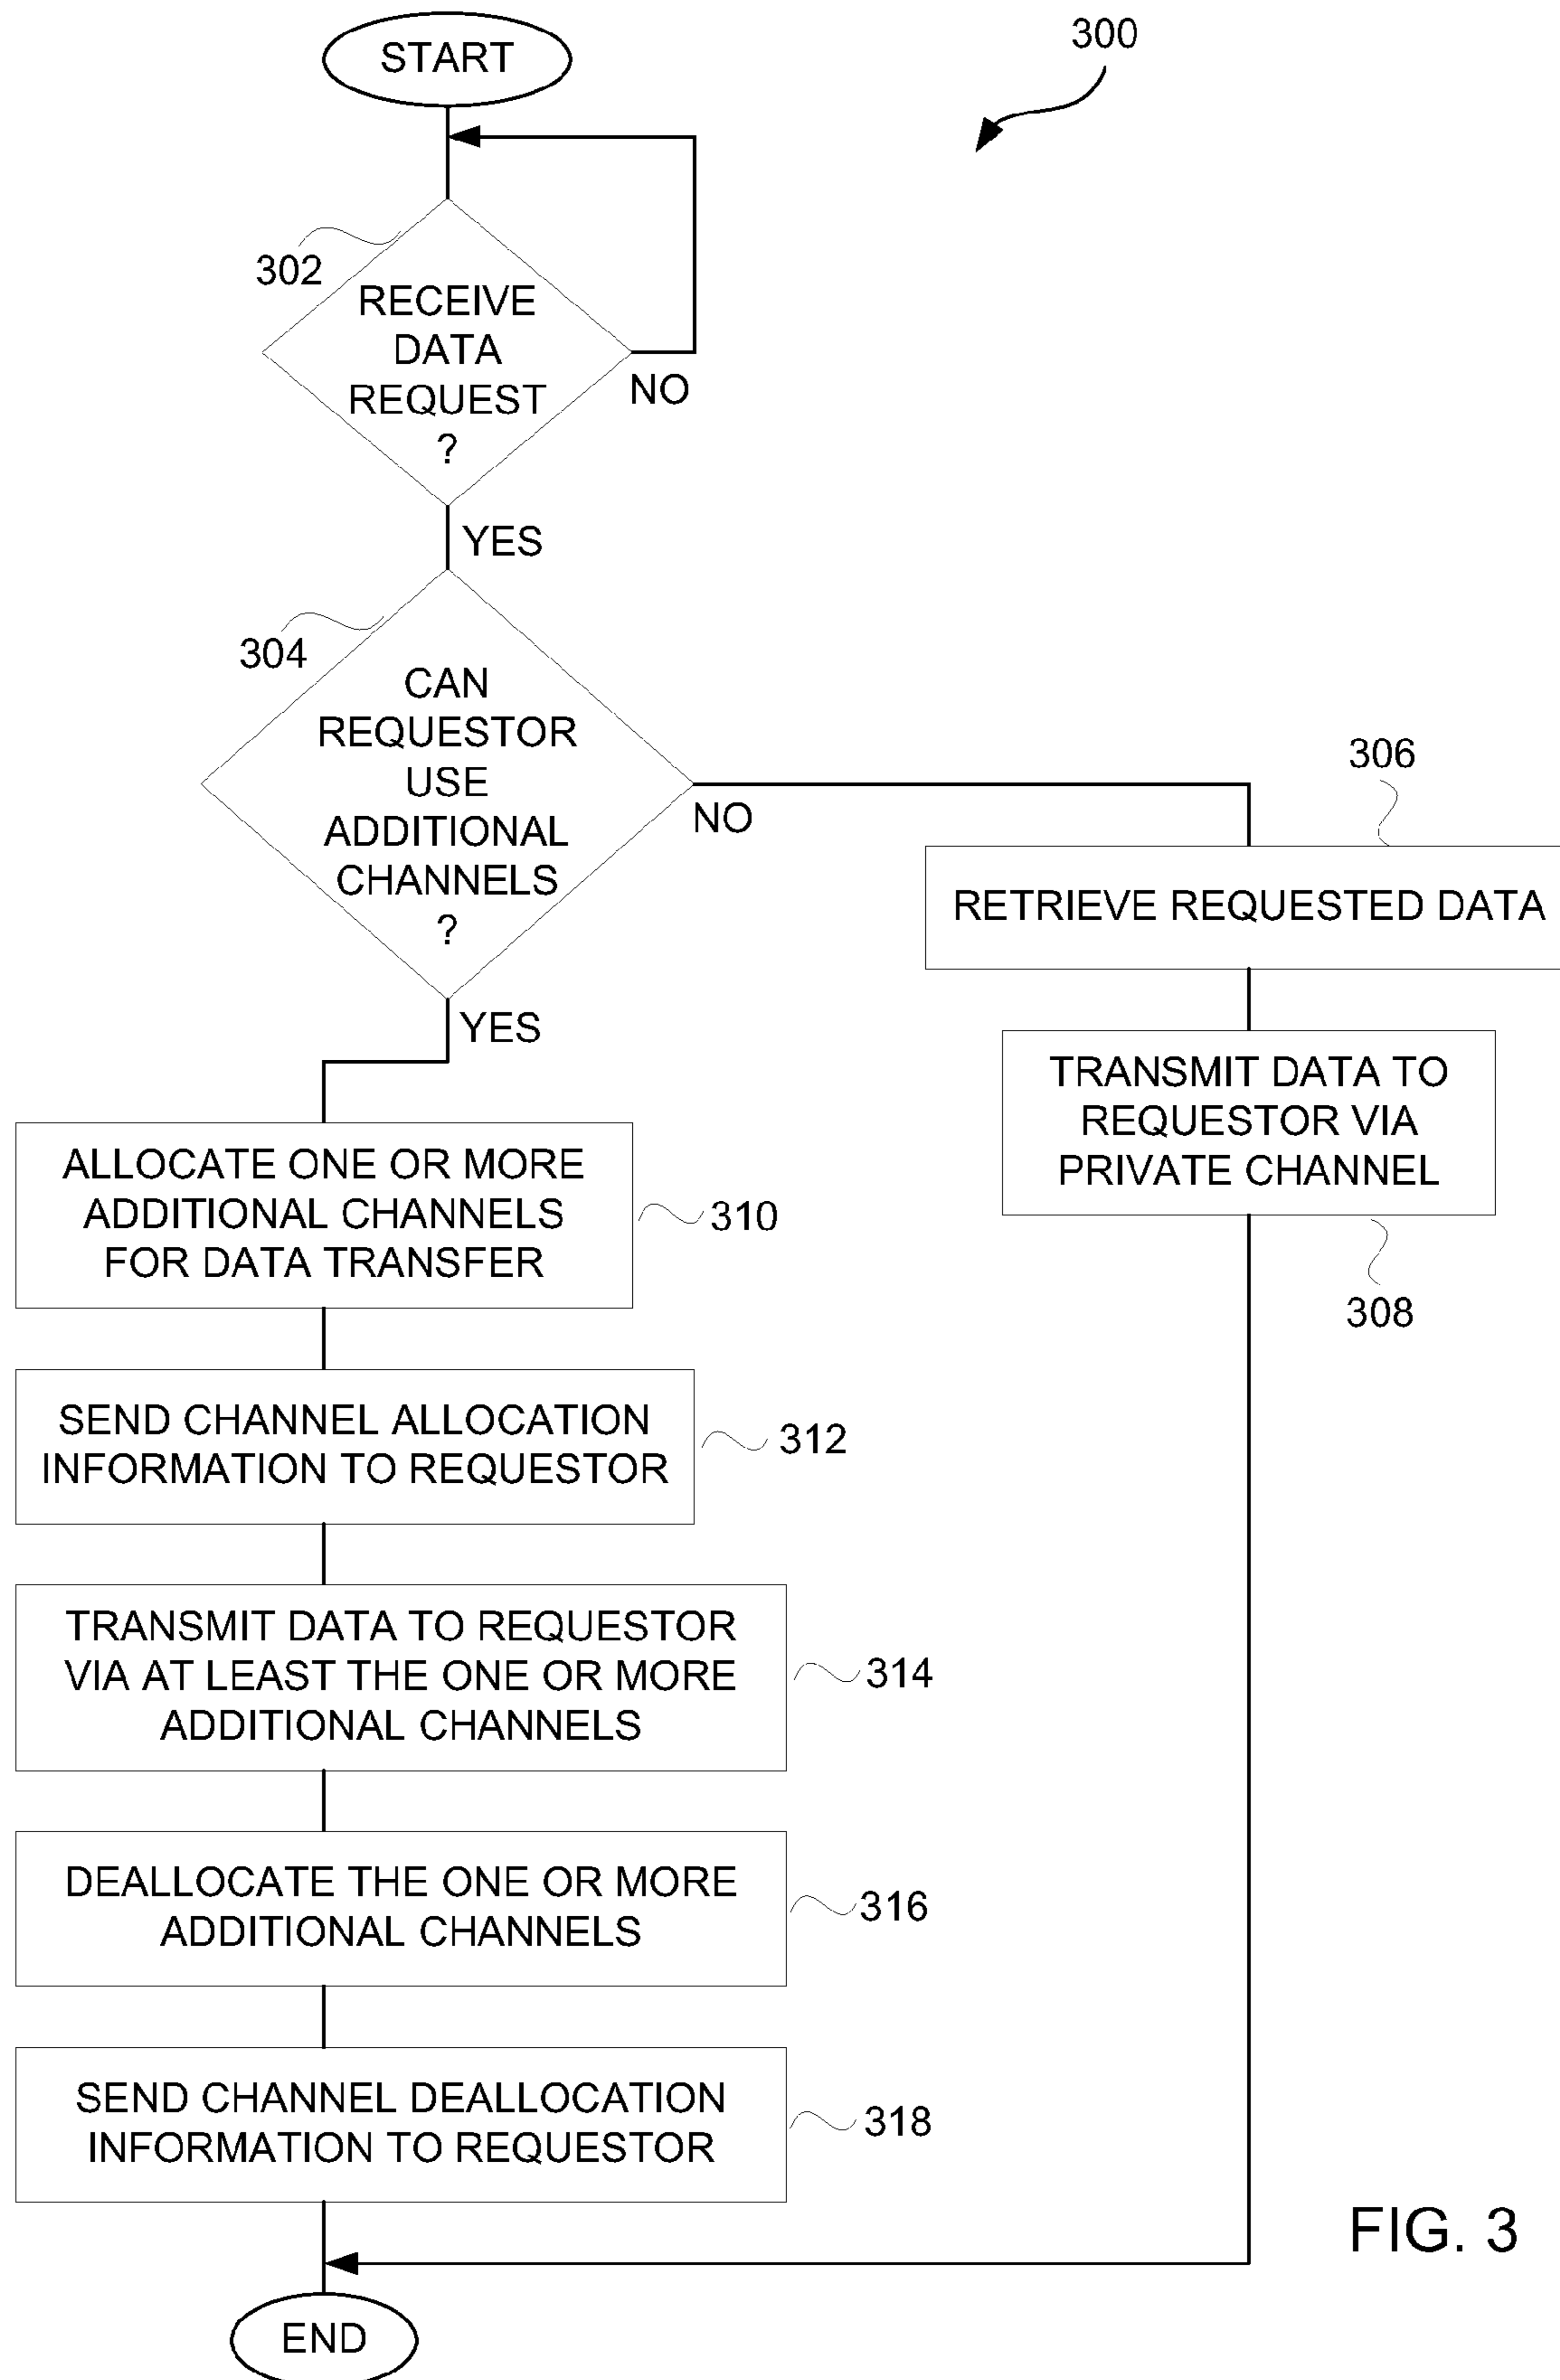 START
300
302
RECEIVE
DATA
REQUEST
?
NO
YES
304
CAN
REQUESTOR
USE
ADDITIONAL
CHANNELS
?
NO
YES
306
RETRIEVE REQUESTED DATA
TRANSMIT DATA TO
REQUESTOR VIA
PRIVATE CHANNEL
308
ALLOCATE ONE OR MORE
ADDITIONAL CHANNELS
FOR DATA TRANSFER
310
SEND CHANNEL ALLOCATION
INFORMATION TO REQUESTOR
312
TRANSMIT DATA TO REQUESTOR
VIA AT LEAST THE ONE OR MORE
ADDITIONAL CHANNELS
314
DEALLOCATE THE ONE OR MORE
ADDITIONAL CHANNELS
316
SEND CHANNEL DEALLOCATION
INFORMATION TO REQUESTOR
318
FIG. 3
END